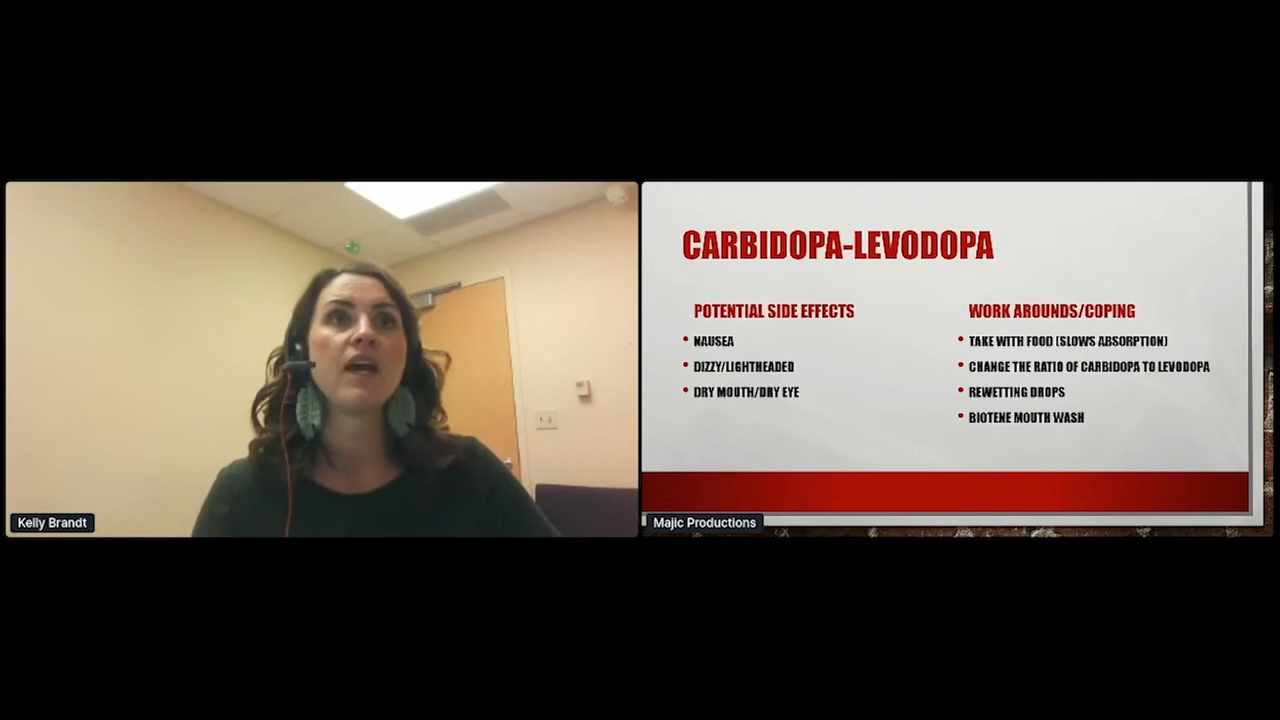 CARBIDOPA-LEVODOPA
POTENTIAL SIDE EFFECTS
• NAUSEA
• DIZZY/LIGHTHEADED
• DRY MOUTH/DRY EYE
WORK AROUNDS/COPING
• TAKE WITH FOOD (SLOWS ABSORPTION)
• CHANGE THE RATIO OF CARBIDOPA TO LEVODOPA
• REWETTING DROPS
• BIOTENE MOUTH WASH
Kelly Brandt
Majic Productions